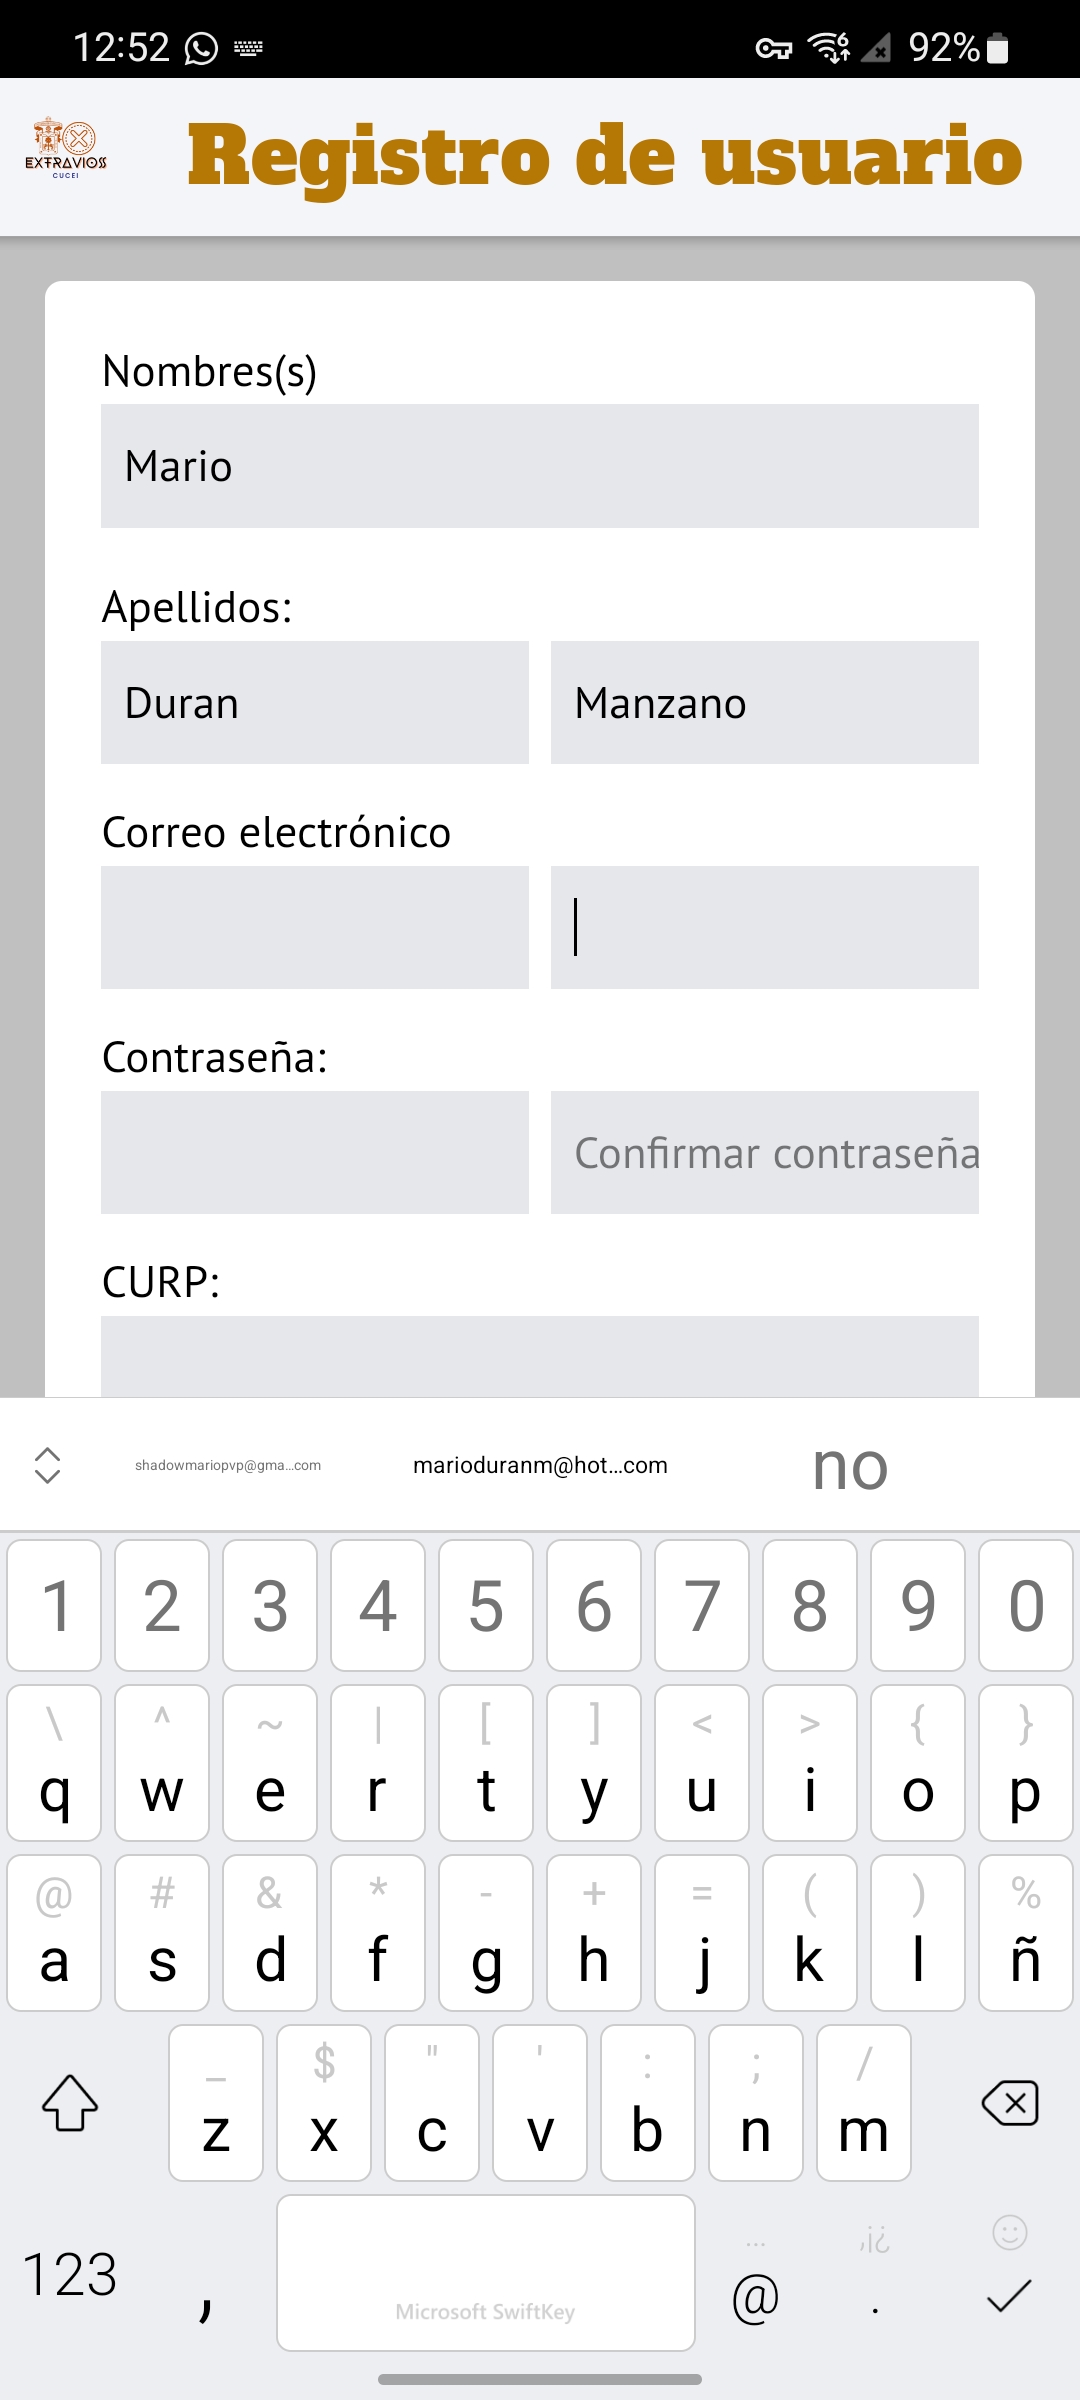 12:52 92%
EXTRAVIOS
CUCEI
Registro de usuario
Nombres(s)
Mario
Apellidos:
Duran Manzano
Correo electrónico
Contraseña:
Confirmar contraseña
CURP:
shadowmariopvp@gma...com marioduranm@hot...com no
1 2 3 4 5 6 7 8 9 0
\ ^ ~ | [ ] < > { }
q w e r t y u i o p
@ # & * - + = ( ) %
a s d f g h j k l ñ
_ $ " ' : ; /
z x c v b n m
... ,¡¿
123 , @ .
Microsoft SwiftKey